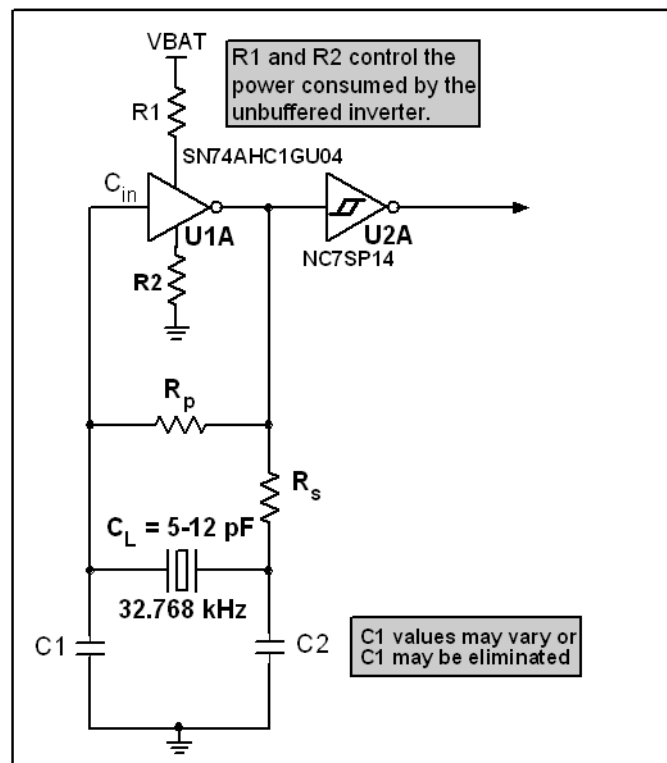 VBAT
R1 and R2 control the
power consumed by the
unbuffered inverter.
R1
SN74AHC1GU04
Cin
U1A
U2A
NC7SP14
R2
Rp
Rs
CL = 5-12 pF
32.768 kHz
C1
C2
C1 values may vary or
C1 may be eliminated